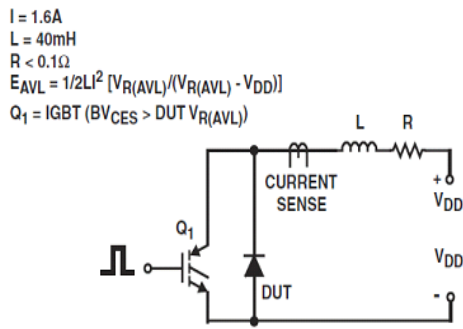 I = 1.6A
L = 40mH
R < 0.1Ω
EAVL = 1/2LI² [VR(AVL)/(VR(AVL) - VDD)]
Q1 = IGBT (BVCES > DUT VR(AVL))
L R
CURRENT
SENSE
+
VDD
Q1
VDD
DUT
-